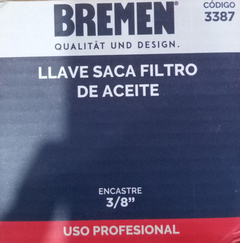 BREMEN®
CÓDIGO
3387
QUALITÄT UND DESIGN.
LLAVE SACA FILTRO
DE ACEITE
ENCASTRE
3/8”
USO PROFESIONAL